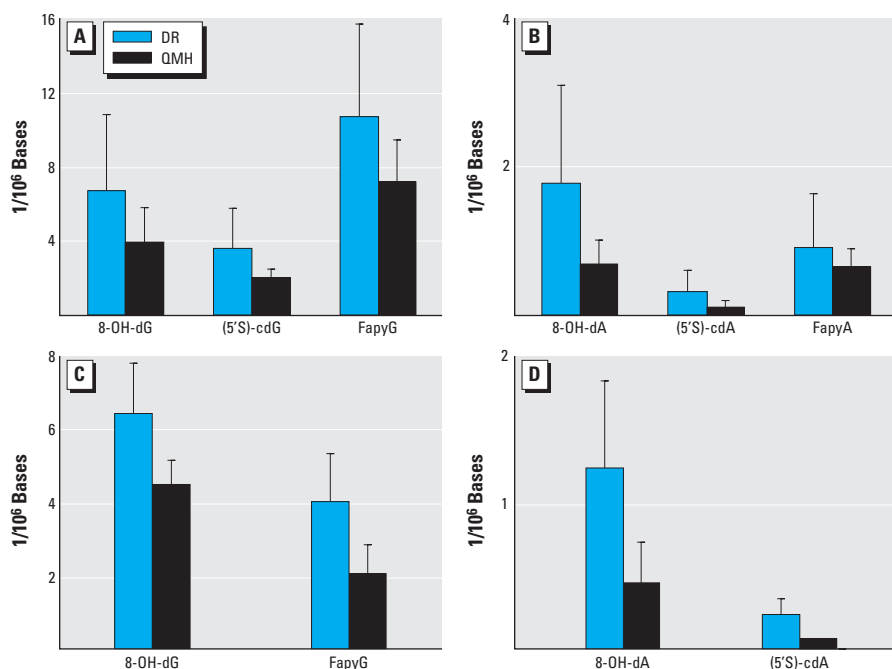 A
DR
QMH
1/10⁶ Bases
16
12
8
4
8-OH-dG
(5'S)-cdG
FapyG
B
1/10⁶ Bases
4
2
8-OH-dA
(5'S)-cdA
FapyA
C
1/10⁶ Bases
8
6
4
2
8-OH-dG
FapyG
D
1/10⁶ Bases
2
1
8-OH-dA
(5'S)-cdA